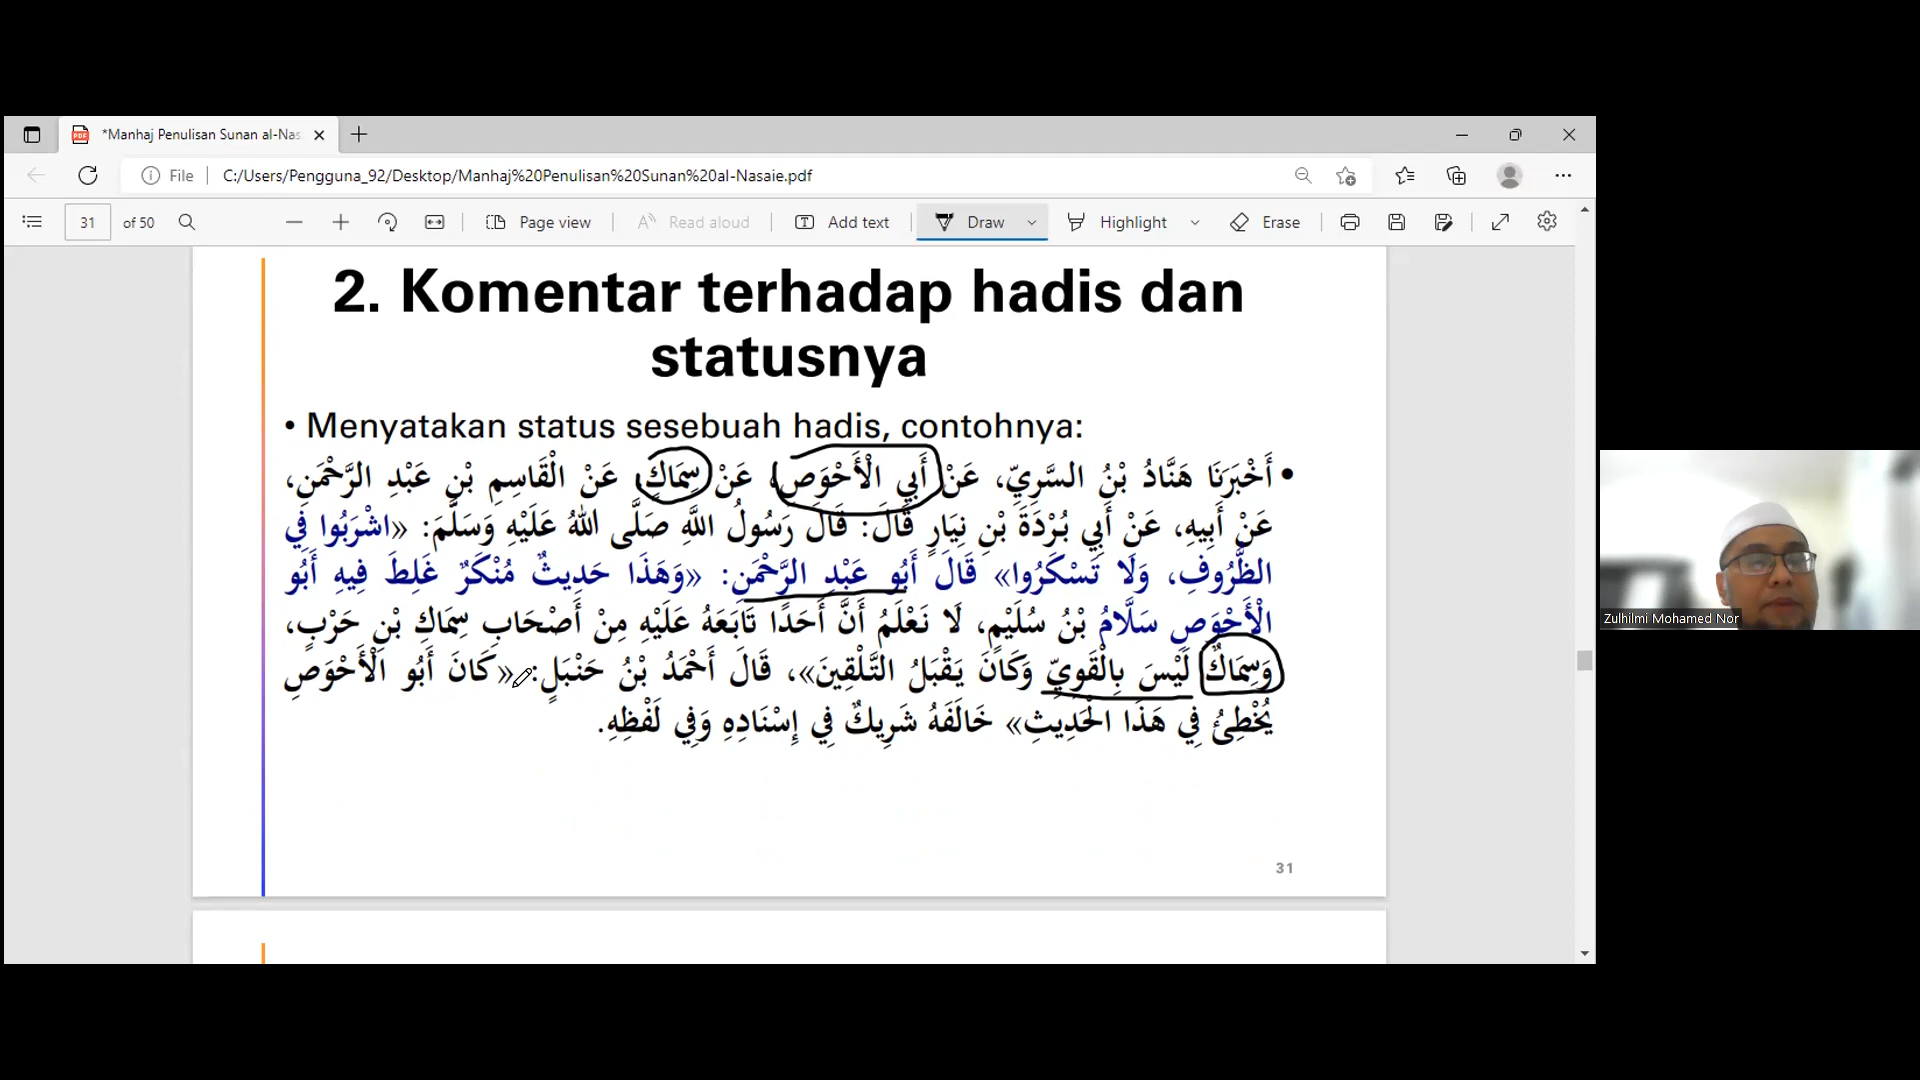 *Manhaj Penulisan Sunan al-Nas
File
C:/Users/Pengguna_92/Desktop/Manhaj%20Penulisan%20Sunan%20al-Nasaie.pdf
31 of 50
Page view
Read aloud
Add text
Draw
Highlight
Erase
2. Komentar terhadap hadis dan
statusnya
• Menyatakan status sesebuah hadis, contohnya:
• أَخْبَرَنَا هَنَّادُ بْنُ السَّرِيِّ، عَنْ أَبِي الْأَحْوَصِ، عَنْ سِمَاكٍ، عَنْ الْقَاسِمِ بْنِ عَبْدِ الرَّحْمَنِ،
عَنْ أَبِيهِ، عَنْ أَبِي بُرْدَةَ بْنِ نِيَارٍ قَالَ: قَالَ رَسُولُ اللَّهِ صَلَّى اللهُ عَلَيْهِ وَسَلَّمَ: «اشْرَبُوا فِي
الظُّرُوفِ، وَلَا تَسْكَرُوا» قَالَ أَبُو عَبْدِ الرَّحْمَنِ: «وَهَذَا حَدِيثٌ مُنْكَرٌ غَلِطَ فِيهِ أَبُو
الْأَحْوَصِ سَلَّامُ بْنُ سُلَيْمٍ، لَا نَعْلَمُ أَنَّ أَحَدًا تَابَعَهُ عَلَيْهِ مِنْ أَصْحَابِ سِمَاكِ بْنِ حَرْبٍ،
وَسِمَاكٌ لَيْسَ بِالْقَوِيِّ وَكَانَ يَقْبَلُ التَّلْقِينَ»، قَالَ أَحْمَدُ بْنُ حَنْبَلٍ: «كَانَ أَبُو الْأَحْوَصِ
يُخْطِئُ فِي هَذَا الْحَدِيثِ» خَالَفَهُ شَرِيكٌ فِي إِسْنَادِهِ وَفِي لَفْظِهِ.
31
Zulhilmi Mohamed Nor